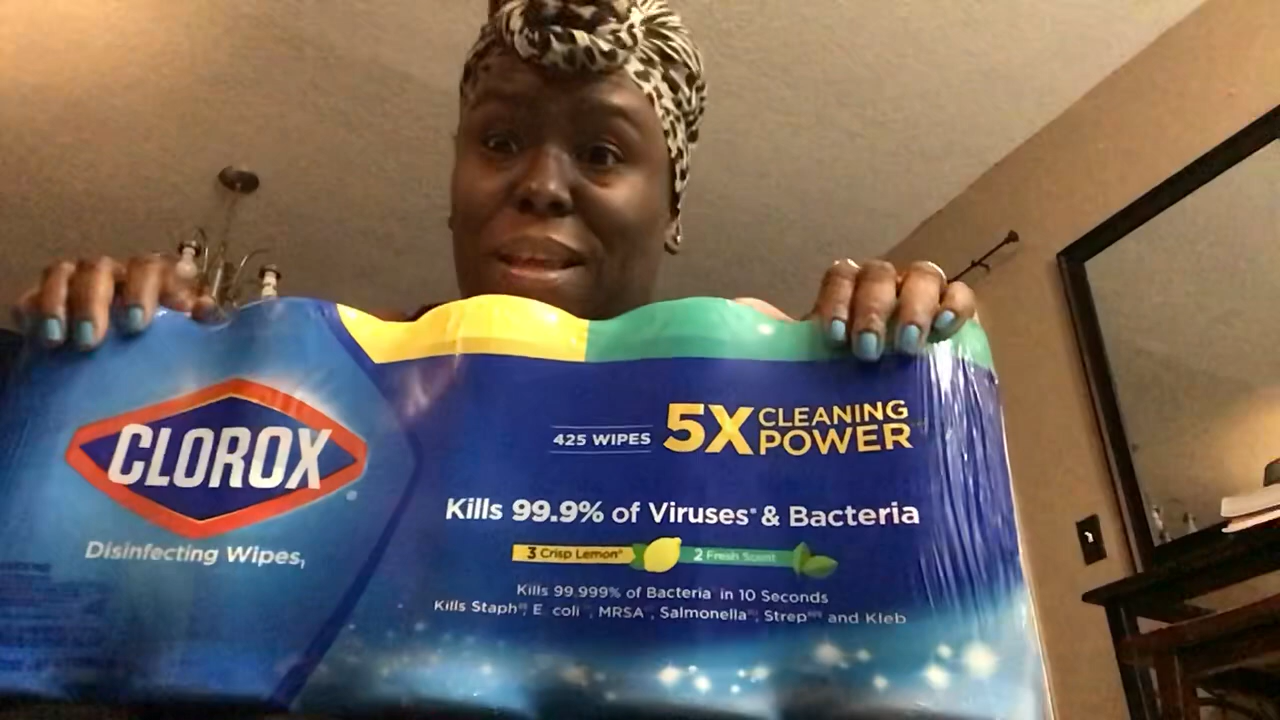 CLOROX
Disinfecting Wipes,
425 WIPES
5X CLEANING
POWER
Kills 99.9% of Viruses* & Bacteria
3 Crisp Lemon®
2 Fresh Scent
Kills 99.999% of Bacteria in 10 Seconds
Kills Staph, E coli, MRSA, Salmonella, Strep and Kleb